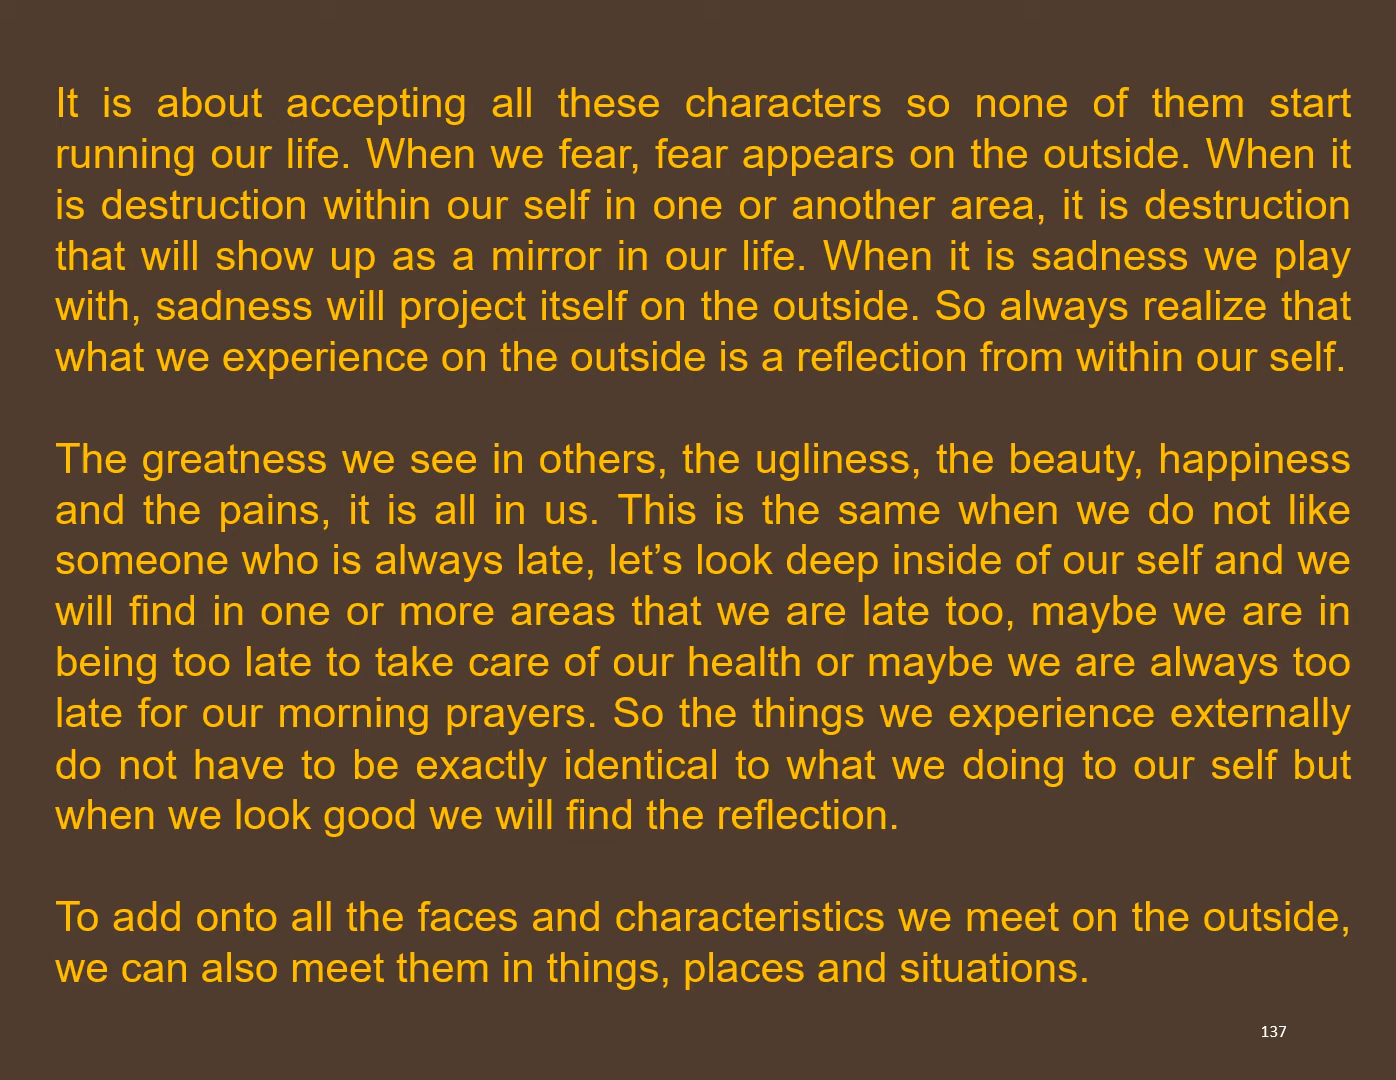 It is about accepting all these characters so none of them start
running our life. When we fear, fear appears on the outside. When it
is destruction within our self in one or another area, it is destruction
that will show up as a mirror in our life. When it is sadness we play
with, sadness will project itself on the outside. So always realize that
what we experience on the outside is a reflection from within our self.
The greatness we see in others, the ugliness, the beauty, happiness
and the pains, it is all in us. This is the same when we do not like
someone who is always late, let’s look deep inside of our self and we
will find in one or more areas that we are late too, maybe we are in
being too late to take care of our health or maybe we are always too
late for our morning prayers. So the things we experience externally
do not have to be exactly identical to what we doing to our self but
when we look good we will find the reflection.
To add onto all the faces and characteristics we meet on the outside,
we can also meet them in things, places and situations.
137